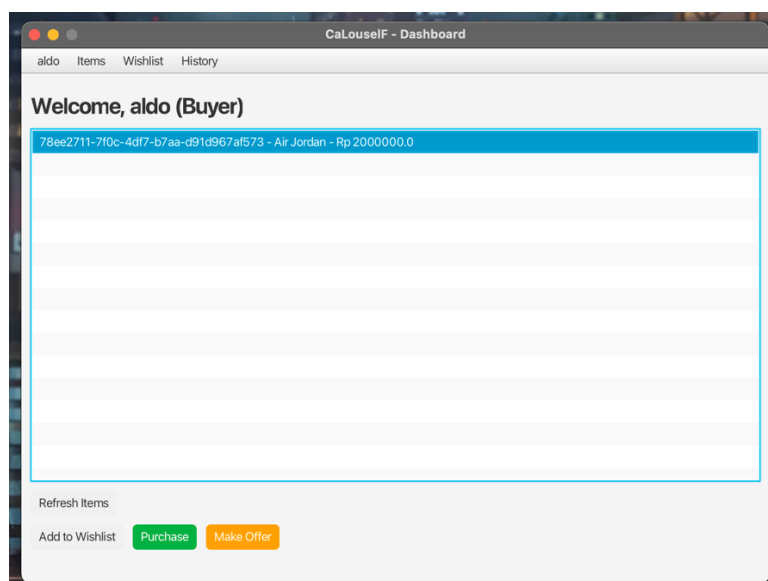 CaLouselF - Dashboard
aldo Items Wishlist History
Welcome, aldo (Buyer)
78ee2711-7f0c-4df7-b7aa-d91d967af573 - Air Jordan - Rp 2000000.0
Refresh Items
Add to Wishlist Purchase Make Offer